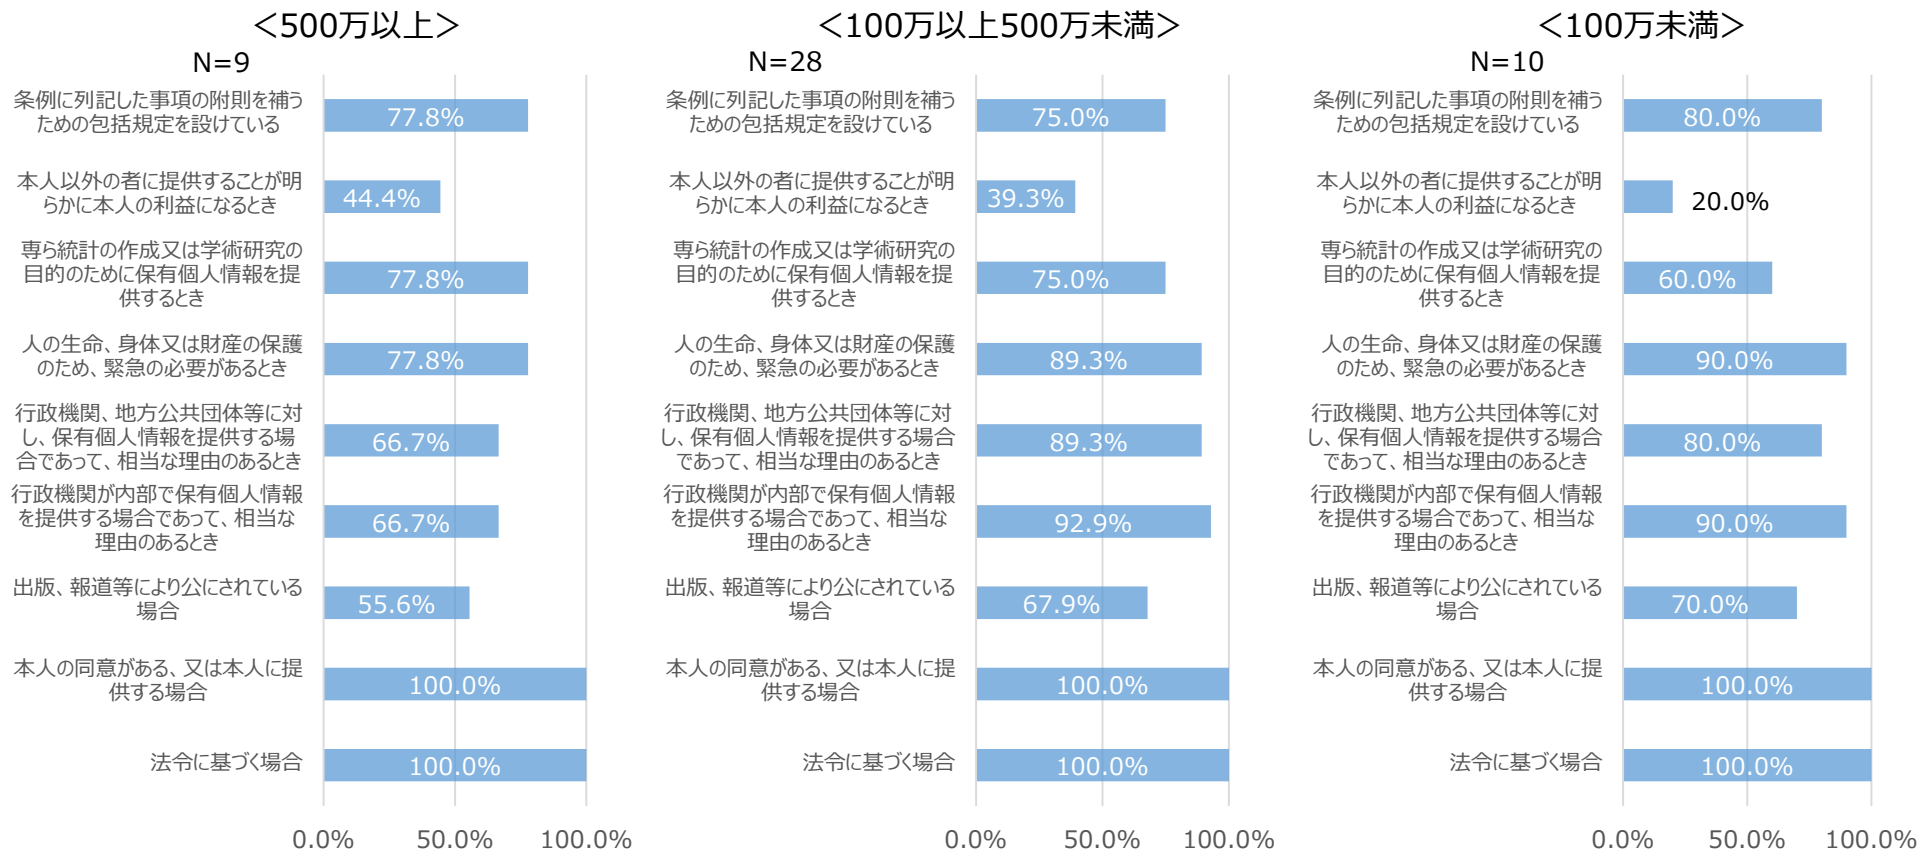 ＜500万以上＞
N=9
条例に列記した事項の附則を補う
ための包括規定を設けている
77.8%
本人以外の者に提供することが明
らかに本人の利益になるとき
44.4%
専ら統計の作成又は学術研究の
目的のために保有個人情報を提
供するとき
77.8%
人の生命、身体又は財産の保護
のため、緊急の必要があるとき
77.8%
行政機関、地方公共団体等に対
し、保有個人情報を提供する場
合であって、相当な理由のあるとき
66.7%
行政機関が内部で保有個人情報
を提供する場合であって、相当な
理由のあるとき
66.7%
出版、報道等により公にされている
場合
55.6%
本人の同意がある、又は本人に提
供する場合
100.0%
法令に基づく場合
100.0%
0.0% 50.0% 100.0%
＜100万以上500万未満＞
N=28
条例に列記した事項の附則を補う
ための包括規定を設けている
75.0%
本人以外の者に提供することが明
らかに本人の利益になるとき
39.3%
専ら統計の作成又は学術研究の
目的のために保有個人情報を提
供するとき
75.0%
人の生命、身体又は財産の保護
のため、緊急の必要があるとき
89.3%
行政機関、地方公共団体等に対
し、保有個人情報を提供する場合
であって、相当な理由のあるとき
89.3%
行政機関が内部で保有個人情報
を提供する場合であって、相当な
理由のあるとき
92.9%
出版、報道等により公にされている
場合
67.9%
本人の同意がある、又は本人に提
供する場合
100.0%
法令に基づく場合
100.0%
0.0% 50.0% 100.0%
＜100万未満＞
N=10
条例に列記した事項の附則を補う
ための包括規定を設けている
80.0%
本人以外の者に提供することが明
らかに本人の利益になるとき
20.0%
専ら統計の作成又は学術研究の
目的のために保有個人情報を提
供するとき
60.0%
人の生命、身体又は財産の保護
のため、緊急の必要があるとき
90.0%
行政機関、地方公共団体等に対
し、保有個人情報を提供する場合
であって、相当な理由のあるとき
80.0%
行政機関が内部で保有個人情報
を提供する場合であって、相当な
理由のあるとき
90.0%
出版、報道等により公にされている
場合
70.0%
本人の同意がある、又は本人に提
供する場合
100.0%
法令に基づく場合
100.0%
0.0% 50.0% 100.0%